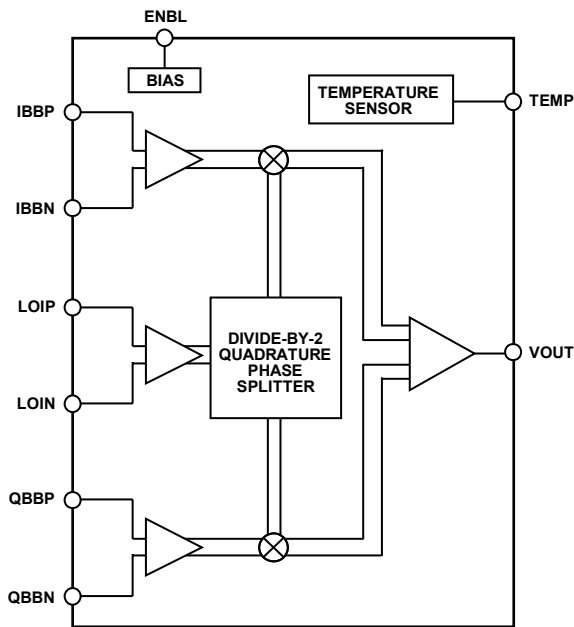 ENBL
BIAS
TEMPERATURE
SENSOR
TEMP
IBBP
IBBN
LOIP
LOIN
DIVIDE-BY-2
QUADRATURE
PHASE
SPLITTER
VOUT
QBBP
QBBN